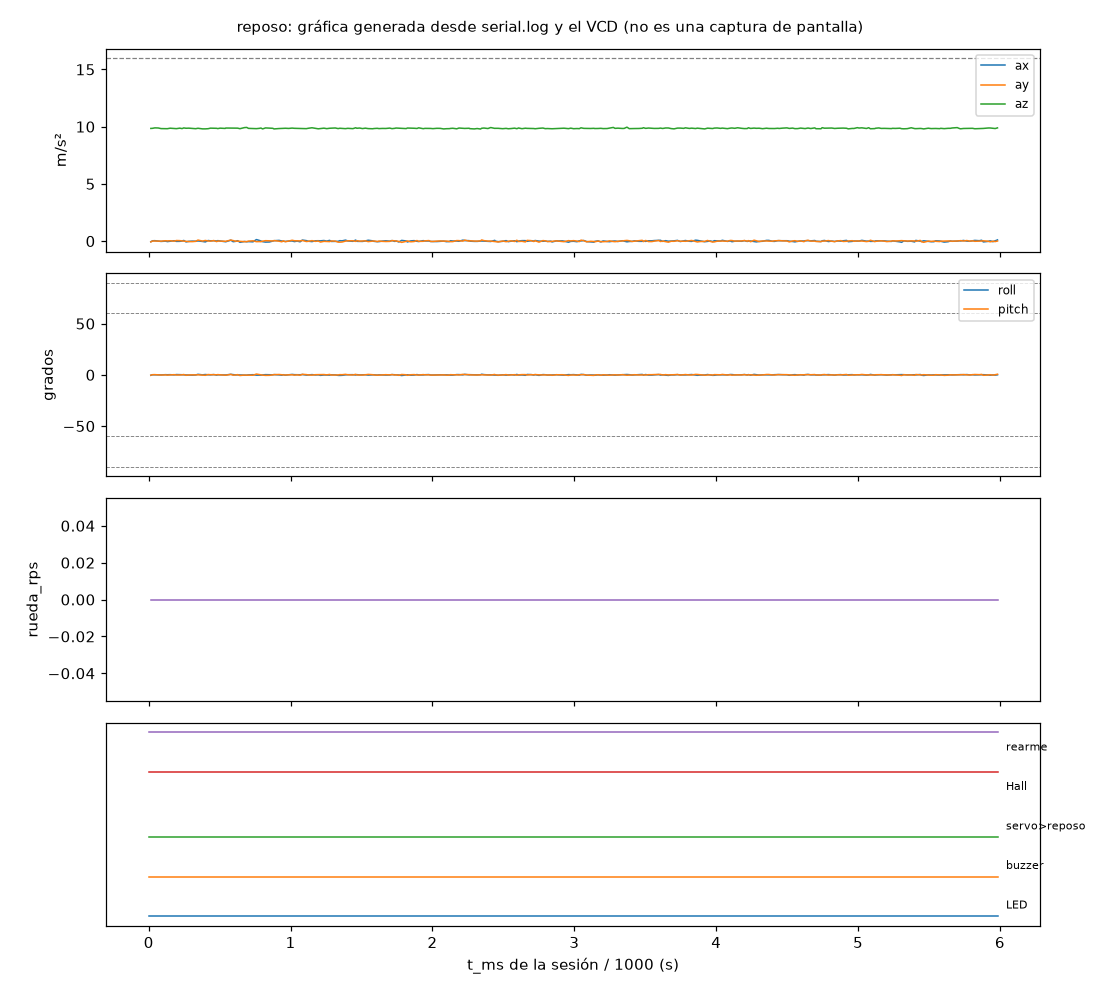 reposo: gráfica generada desde serial.log y el VCD (no es una captura de pantalla)
15
10
5
0
m/s²
ax
ay
az
50
0
−50
grados
roll
pitch
0.04
0.02
0.00
−0.02
−0.04
rueda_rps
rearme
Hall
servo>reposo
buzzer
LED
0 1 2 3 4 5 6
t_ms de la sesión / 1000 (s)